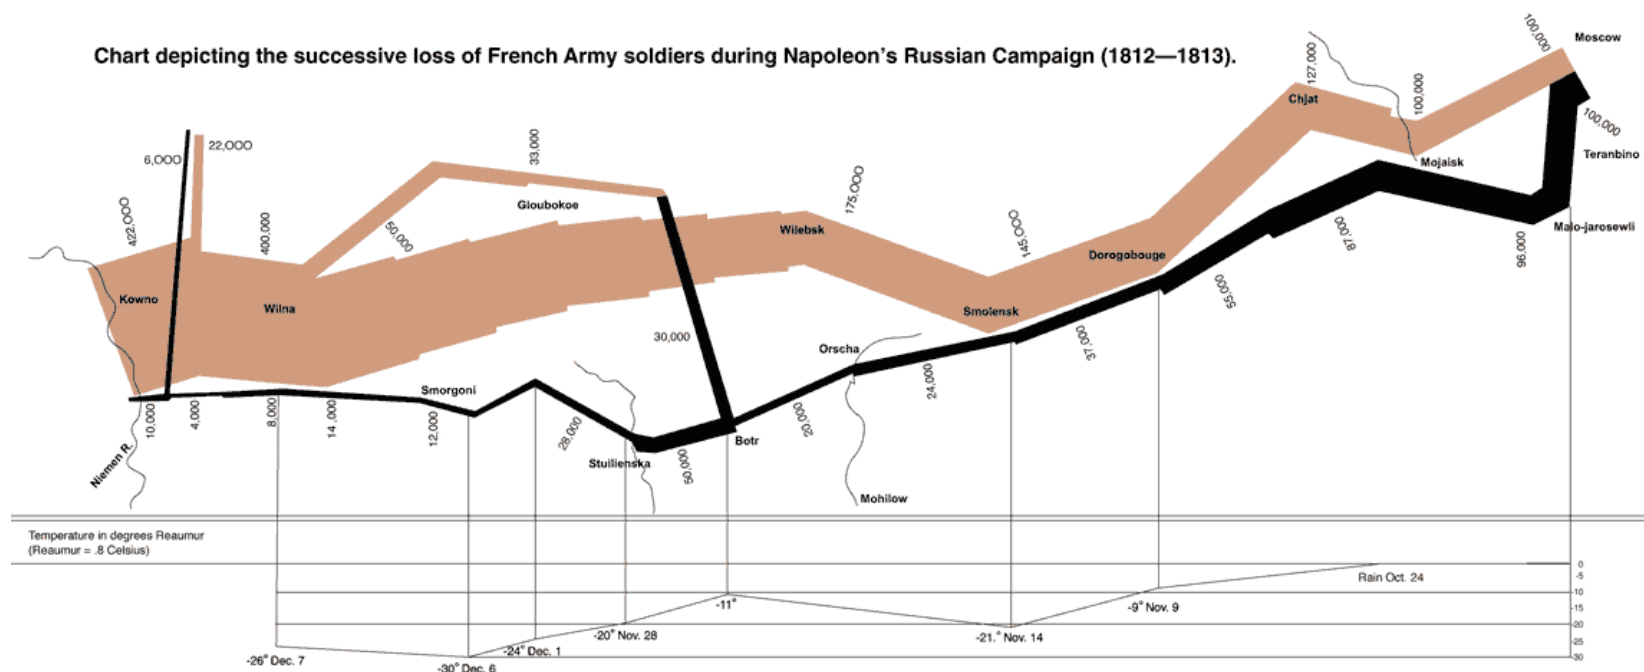 Chart depicting the successive loss of French Army soldiers during Napoleon's Russian Campaign (1812—1813).
100,000
Moscow
127,000
Chjat
100,000
100,000
Mojaisk
Teranbino
6,000
22,000
33,000
Gloubokoe
422,000
400,000
50,000
175,000
Wilebsk
145,000
Dorogobouge
87,000
96,000
Malo-jarosewli
Kowno
Wilna
Smolensk
55,000
30,000
Orscha
37,000
24,000
Smorgoni
10,000
4,000
8,000
14,000
12,000
28,000
20,000
Botr
Stuilienska
50,000
Niemen R.
Mohilow
Temperature in degrees Reaumur
(Reaumur = .8 Celsius)
0
-5
-10
-15
-20
-25
-30
Rain Oct. 24
-9° Nov. 9
-11°
-21.° Nov. 14
-20° Nov. 28
-24° Dec. 1
-30° Dec. 6
-26° Dec. 7